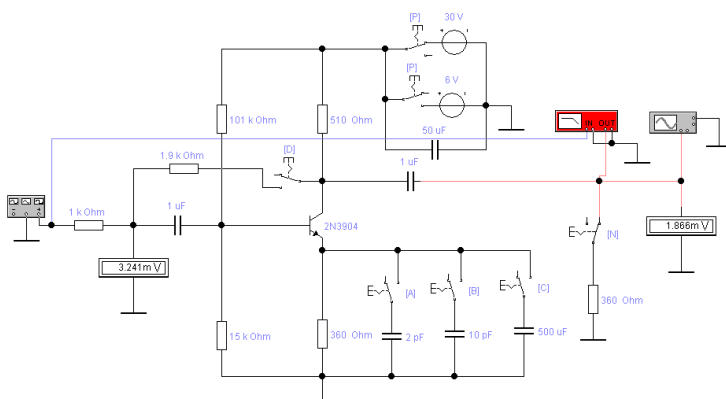 [P] 30 V
[P] 6 V
101 k Ohm 510 Ohm
50 uF
IN OUT
[D]
1.9 k Ohm
1 uF
1 k Ohm
1 uF
2N3904
3.241m V
1.866m V
[N]
[A] [B] [C]
15 k Ohm
360 Ohm
2 pF
10 pF
500 uF
360 Ohm